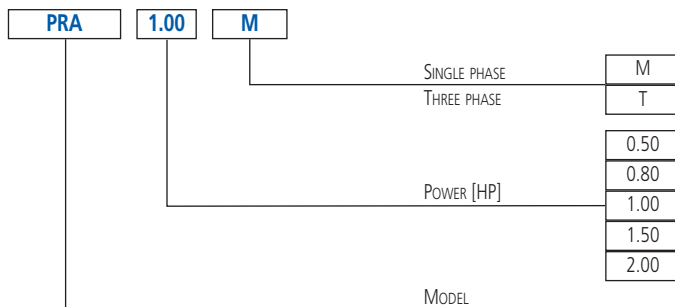 PRA 1.00 M
SINGLE PHASE M
THREE PHASE T
0.50
0.80
POWER [HP] 1.00
1.50
2.00
MODEL